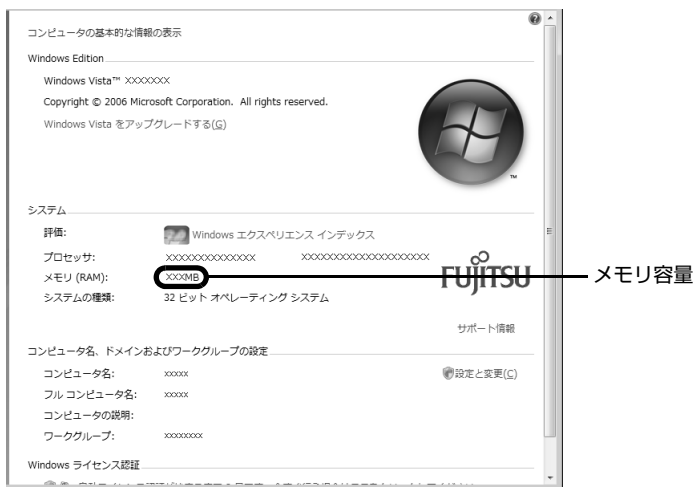 コンピュータの基本的な情報の表示
Windows Edition
Windows Vista™ XXXXXXX
Copyright © 2006 Microsoft Corporation. All rights reserved.
Windows Vista をアップグレードする(G)
TM
システム
評価:
Windows エクスペリエンス インデックス
プロセッサ:
XXXXXXXXXXXXXX XXXXXXXXXXXXXXXXXXXX
メモリ (RAM):
XXXMB
メモリ容量
FUJITSU
システムの種類:
32 ビット オペレーティング システム
サポート情報
コンピュータ名、ドメインおよびワークグループの設定
コンピュータ名:
XXXXX
設定と変更(C)
フル コンピュータ名:
XXXXX
コンピュータの説明:
ワークグループ:
XXXXXXXX
Windows ライセンス認証